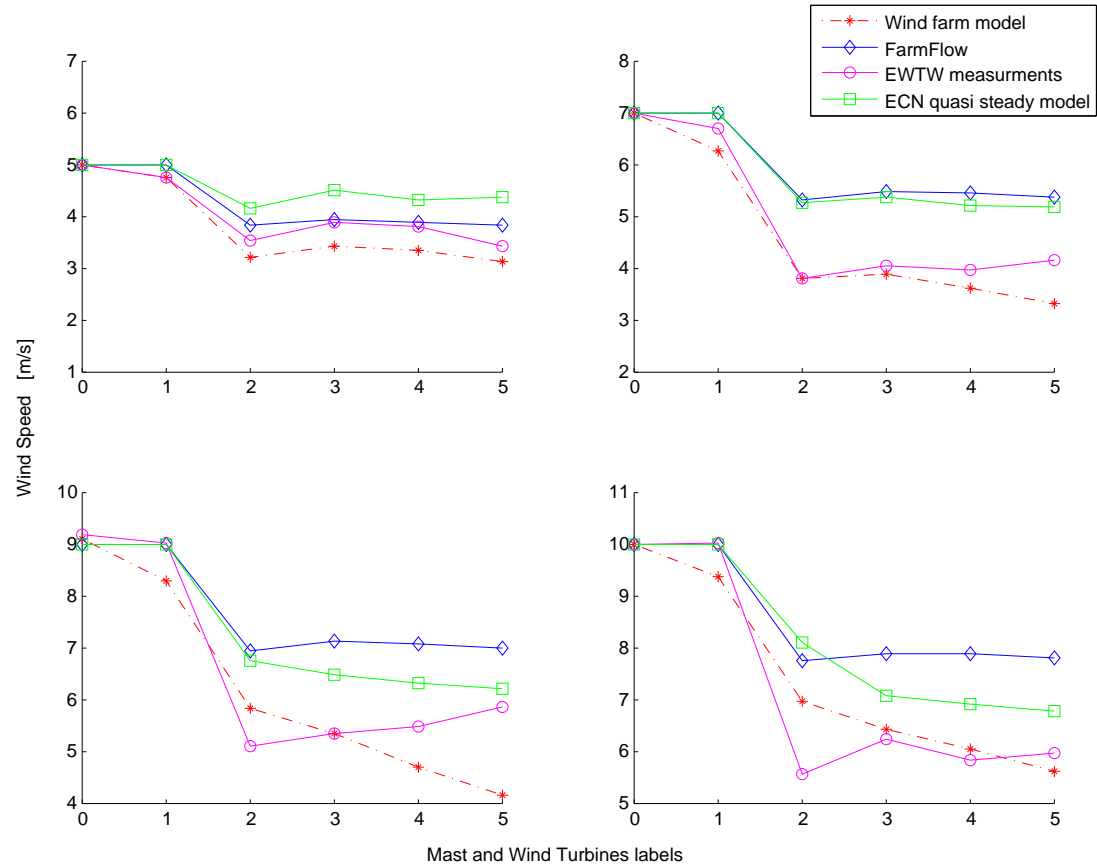 Wind farm model
FarmFlow
EWTW measurments
ECN quasi steady model
7
6
5
4
3
2
1
0 1 2 3 4 5
8
7
6
5
4
3
2
0 1 2 3 4 5
Wind Speed [m/s]
10
9
8
7
6
5
4
0 1 2 3 4 5
11
10
9
8
7
6
5
0 1 2 3 4 5
Mast and Wind Turbines labels